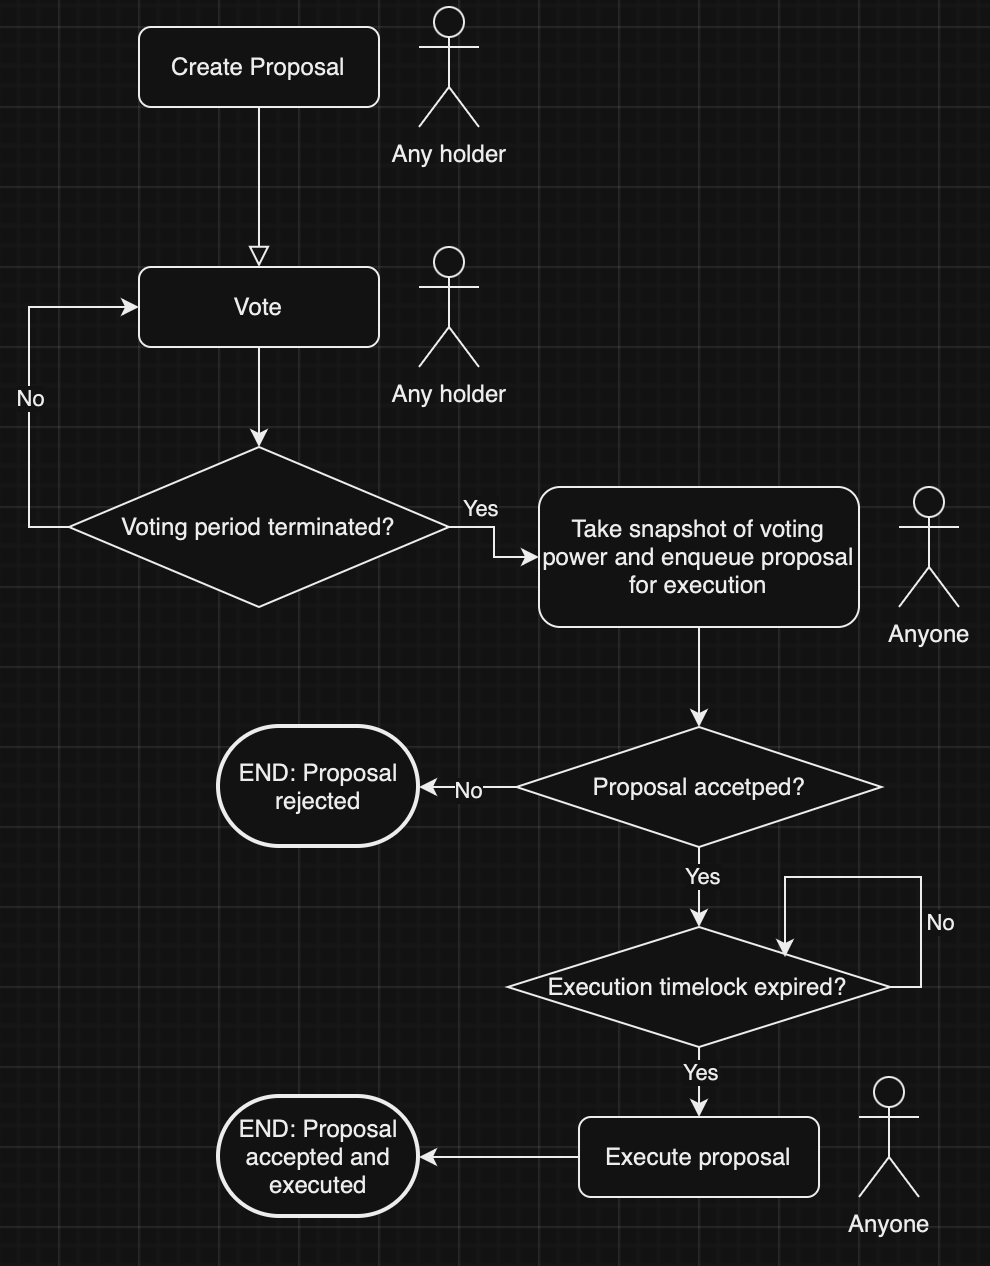 Create Proposal
Any holder
Vote
No
Any holder
Voting period terminated?
Yes
Take snapshot of voting
power and enqueue proposal
for execution
Anyone
END: Proposal
rejected
No
Proposal accetped?
Yes
No
Execution timelock expired?
Yes
END: Proposal
accepted and
executed
Execute proposal
Anyone